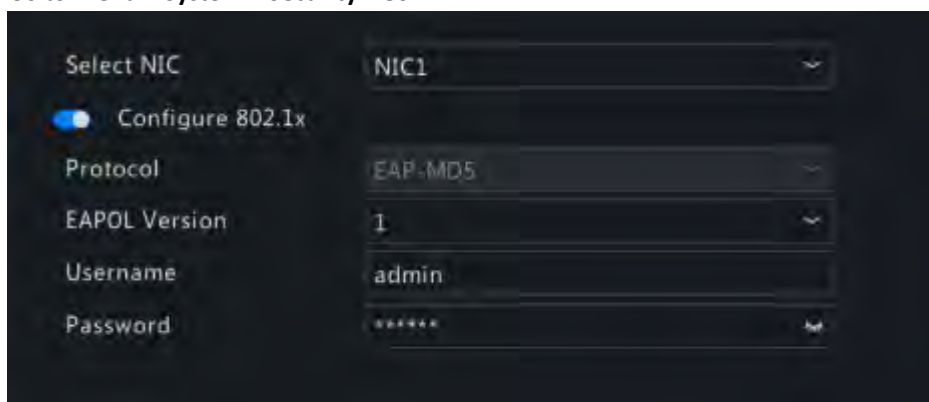 Select NIC NIC1
Configure 802.1x
Protocol EAP-MD5
EAPOL Version 1
Username admin
Password ******